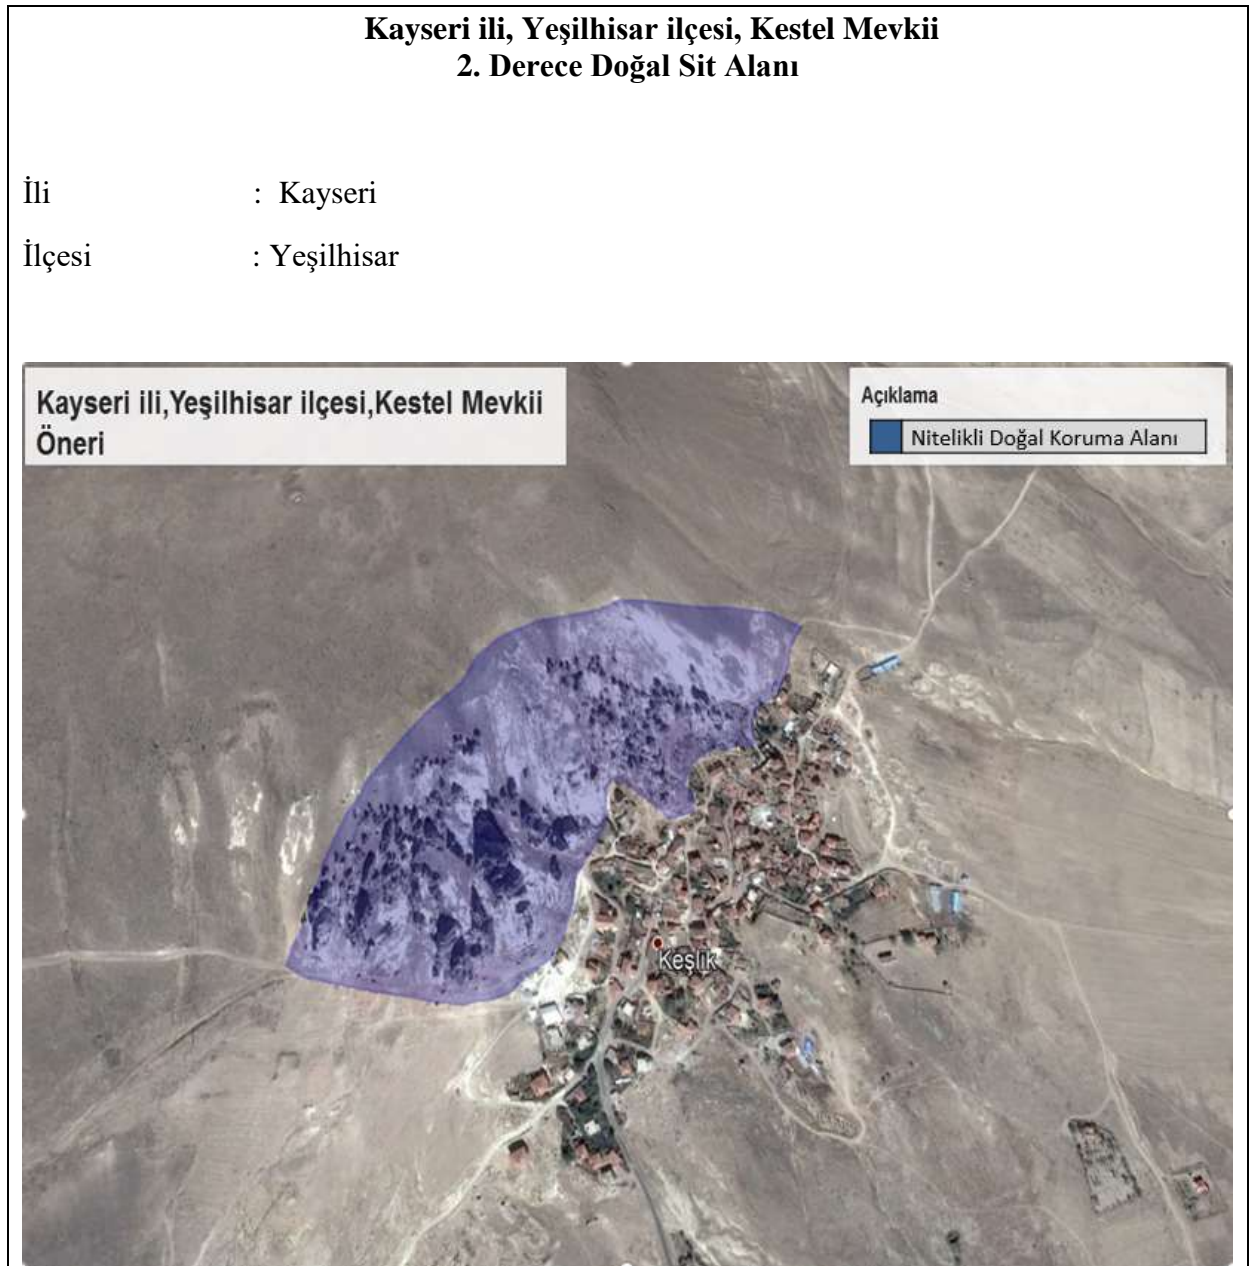 Kayseri ili, Yeşilhisar ilçesi, Kestel Mevkii
2. Derece Doğal Sit Alanı
İli : Kayseri
İlçesi : Yeşilhisar
Kayseri ili,Yeşilhisar ilçesi,Kestel Mevkii
Öneri
Açıklama
Nitelikli Doğal Koruma Alanı
Keşlik